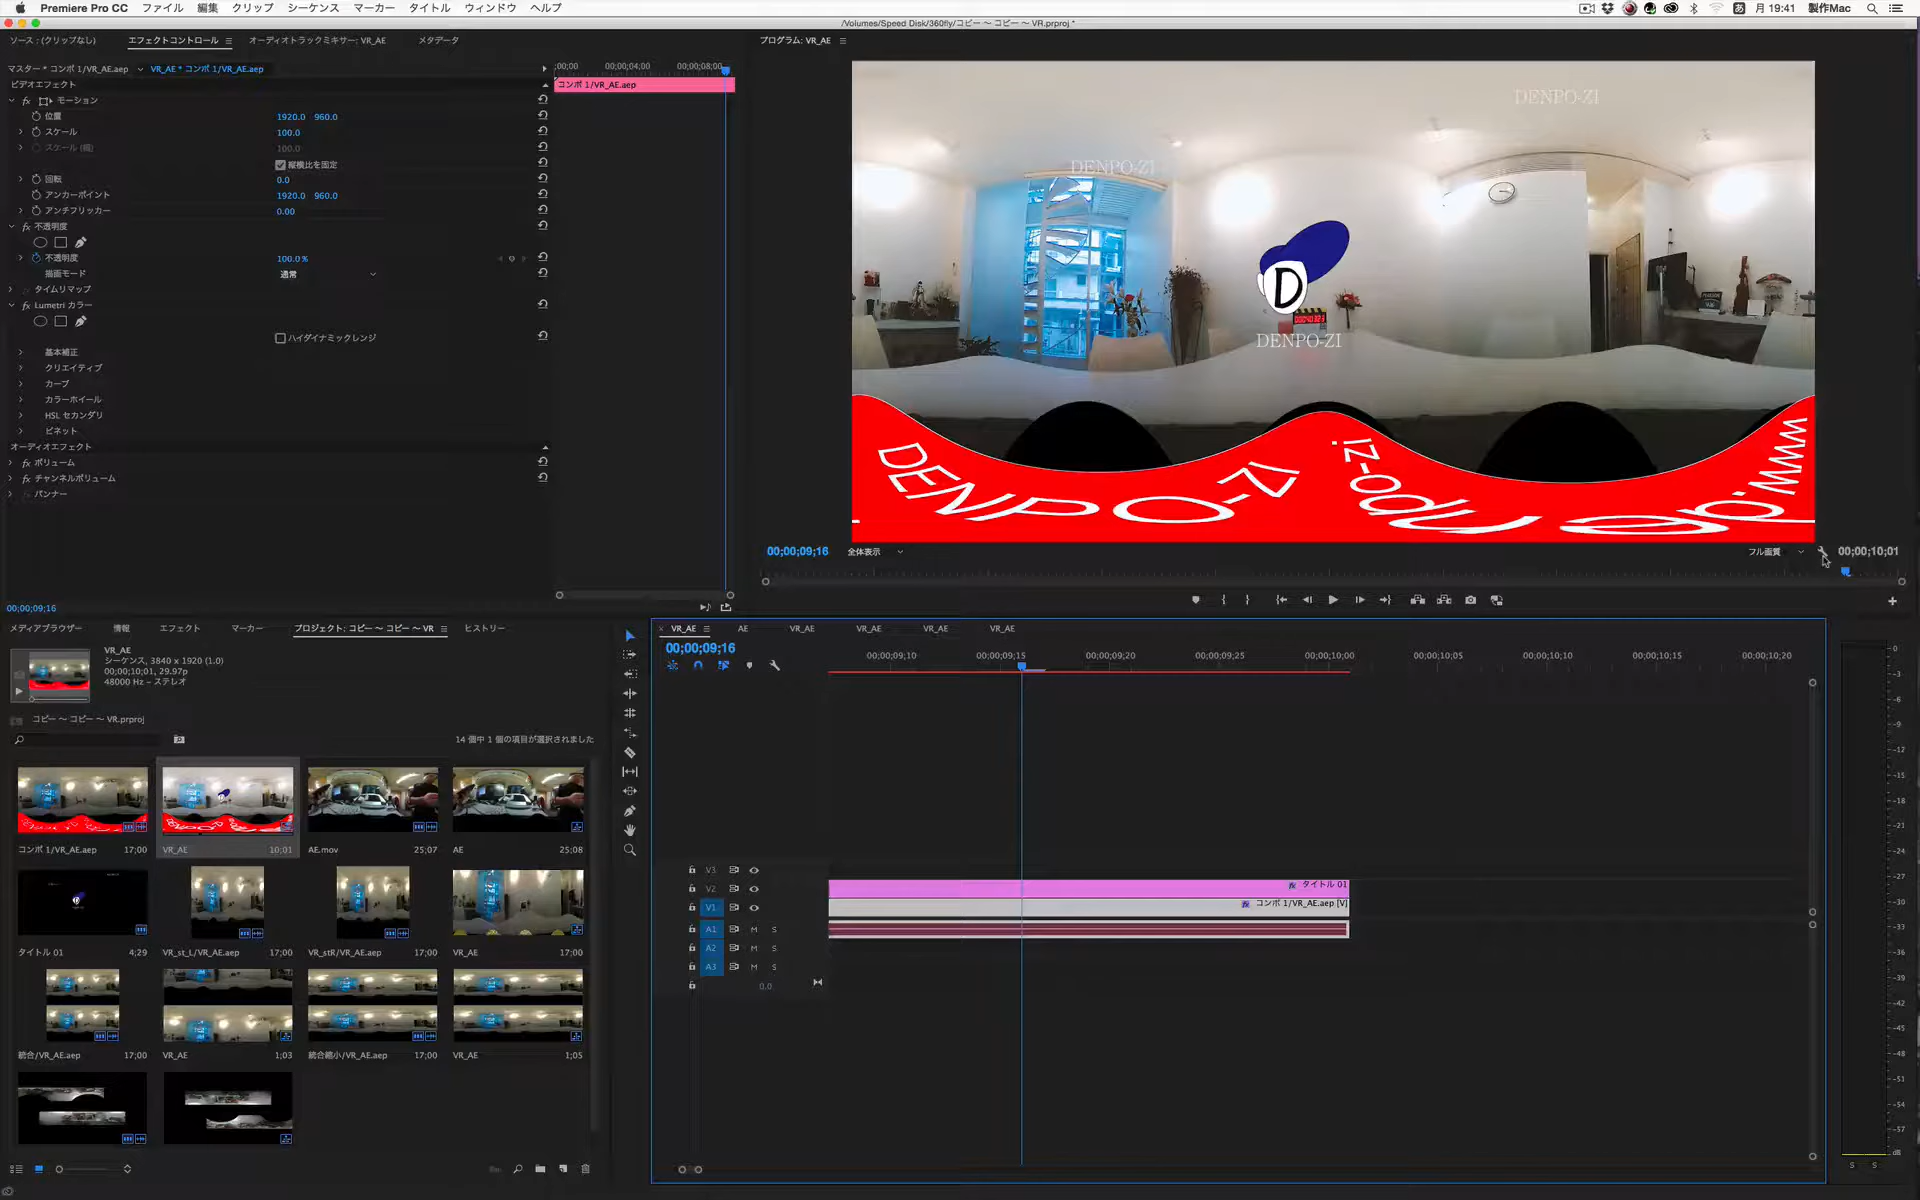 Premiere Pro CC ファイル 編集 クリップ シーケンス マーカー タイトル ウィンドウ ヘルプ
月 19:41 製作Mac
/Volumes/Speed Disk/360fly/コピー 〜 コピー 〜 VR.prproj *
ソース : (クリップなし) エフェクトコントロール オーディオトラックミキサー : VR_AE メタデータ
プログラム: VR_AE
マスター * コンポ 1/VR_AE.aep VR_AE * コンポ 1/VR_AE.aep
;00;00 00;00;04;00 00;00;08;00
ビデオエフェクト
コンポ 1/VR_AE.aep
fx モーション
位置 1920.0 960.0
スケール 100.0
スケール (幅) 100.0
縦横比を固定
回転 0.0
アンカーポイント 1920.0 960.0
アンチフリッカー 0.00
fx 不透明度
不透明度 100.0 %
描画モード 通常
タイムリマップ
fx Lumetri カラー
ハイダイナミックレンジ
基本補正
クリエイティブ
カーブ
カラーホイール
HSL セカンダリ
ビネット
オーディオエフェクト
fx ボリューム
fx チャンネルボリューム
パンナー
00;00;09;16
DENPO-ZI
DENPO-ZI
D
DENPO-ZI
DENPO-ZI
www.denpo-zi
00;00;09;16 全体表示 フル画質 00;00;10;01
メディアブラウザー 情報 エフェクト マーカー プロジェクト: コピー 〜 コピー 〜 VR ヒストリー
VR_AE
シーケンス, 3840 x 1920 (1.0)
00;00;10;01, 29.97p
48000 Hz – ステレオ
コピー 〜 コピー 〜 VR.prproj
14 個中 1 個の項目が選択されました
コンポ 1/VR_AE.aep 17;00
VR_AE 10;01
AE.mov 25;07
AE 25;08
タイトル 01 4;29
VR_st_L/VR_AE.aep 17;00
VR_stR/VR_AE.aep 17;00
VR_AE 17;00
統合/VR_AE.aep 17;00
VR_AE 1;03
統合縮小/VR_AE.aep 17;00
VR_AE 1;05
VR_AE AE VR_AE VR_AE VR_AE VR_AE
00;00;09;16
00;00;09;10 00;00;09;15 00;00;09;20 00;00;09;25 00;00;10;00 00;00;10;05 00;00;10;10 00;00;10;15 00;00;10;20
V3
V2 fx タイトル 01
V1 fx コンポ 1/VR_AE.aep [V]
A1 M S
A2 M S
A3 M S
0.0
0
-3
-6
-9
-12
-15
-18
-21
-24
-27
-30
-33
-36
-39
-42
-45
-48
-51
-54
-57
dB
S S